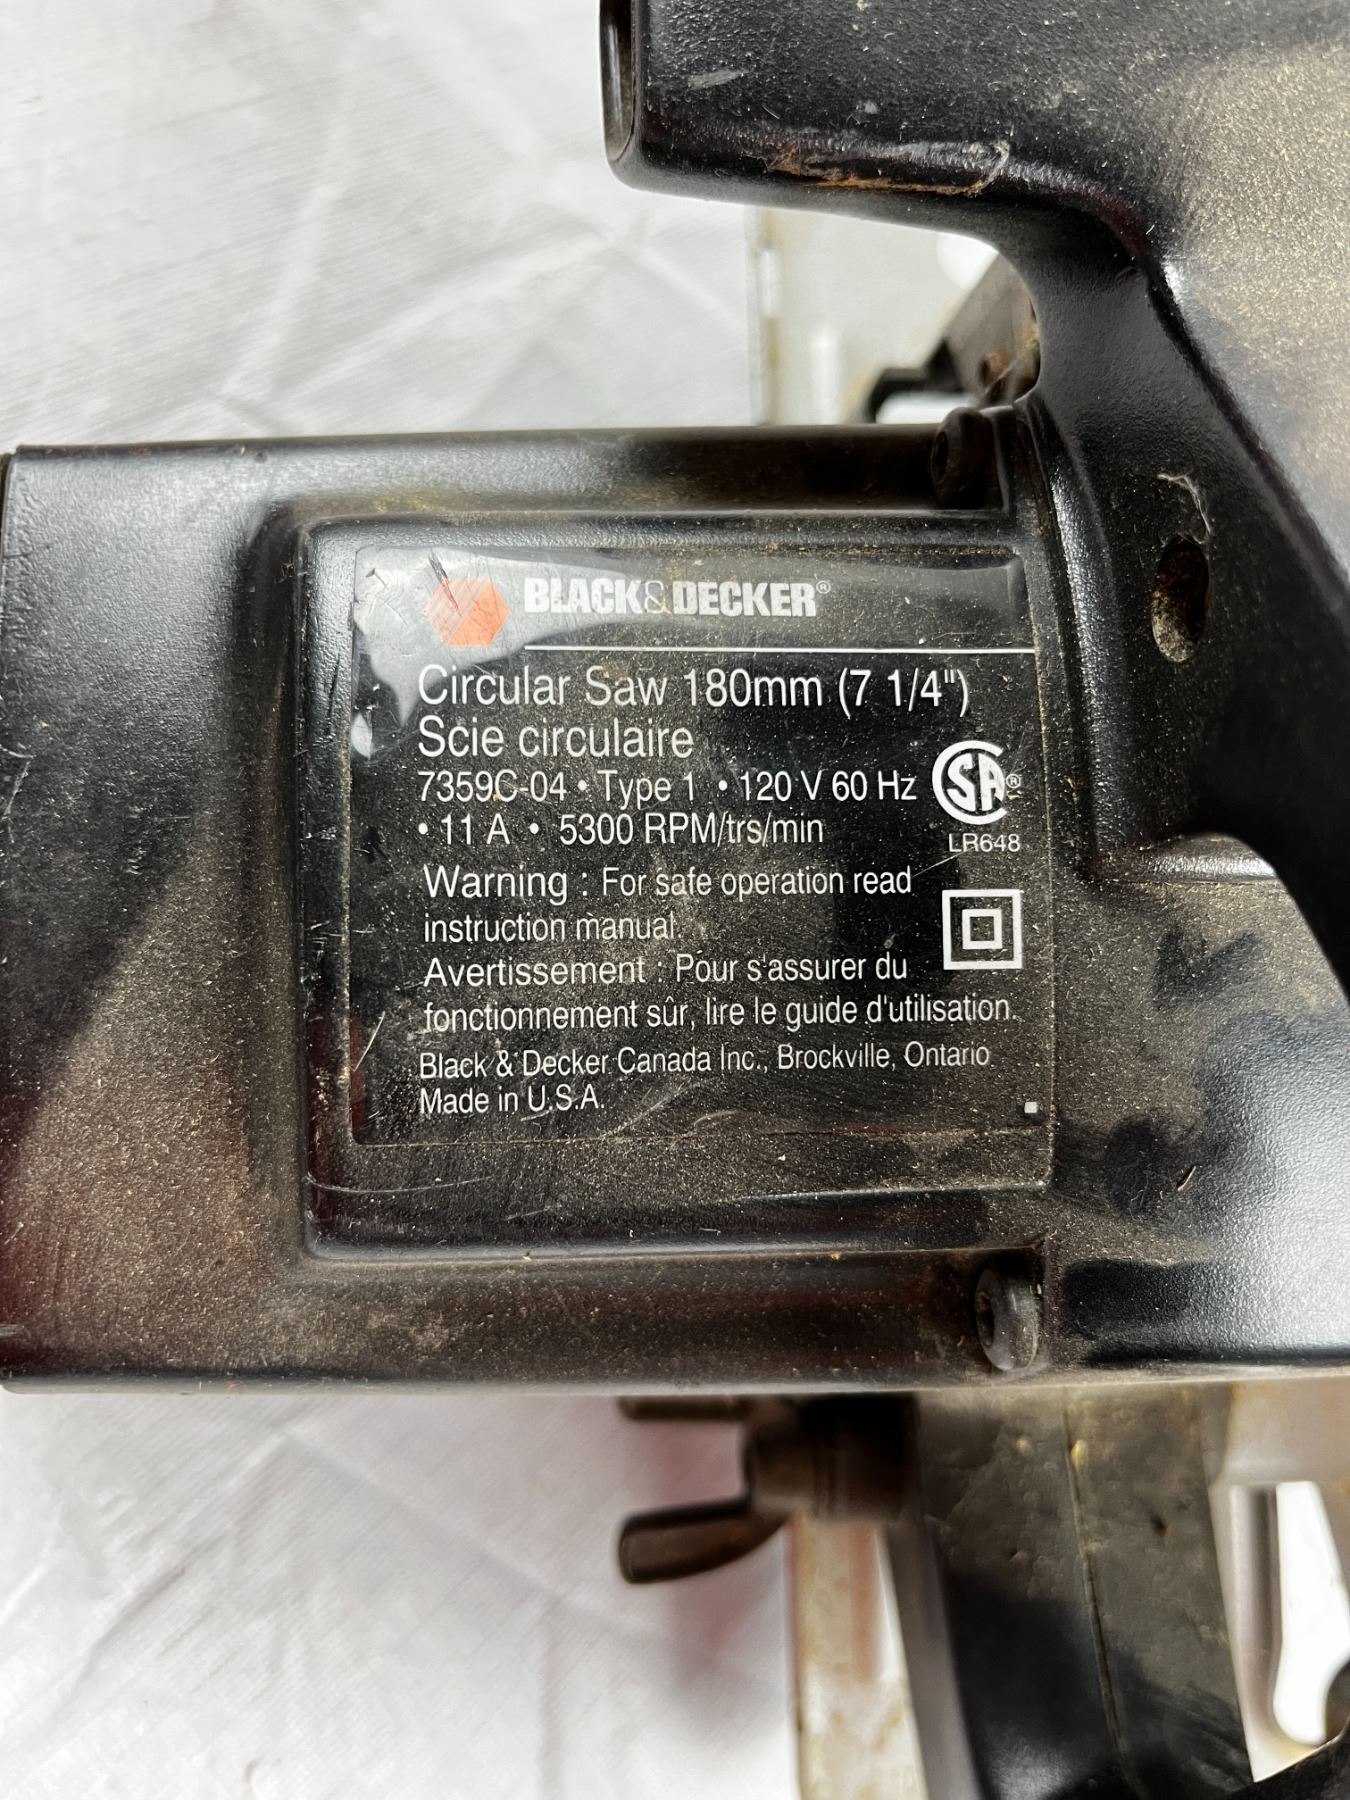 BLACK&DECKER®
Circular Saw 180mm (7 1/4")
Scie circulaire
7359C-04 • Type 1 • 120 V 60 Hz
• 11 A • 5300 RPM/trs/min
CSA®
LR648
Warning : For safe operation read
instruction manual.
Avertissement : Pour s'assurer du
fonctionnement sûr, lire le guide d'utilisation.
Black & Decker Canada Inc., Brockville, Ontario
Made in U.S.A.